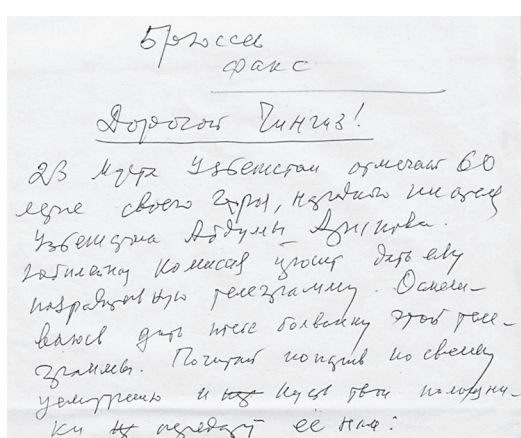 Брюссель
факс
Дорогой Чингиз!
23 марта Узбекистан отмечает 60
летие своего Героя, народного писателя
Узбекистана Абдуллы Арипова.
Юбилейная комиссия просит дать ему
поздравительную телеграмму. Осмели-
ваюсь дать тебе болванку этой теле-
граммы. Почитай поправь по своему
усмотрению и пусть твои помощни-
ки передадут её нам: